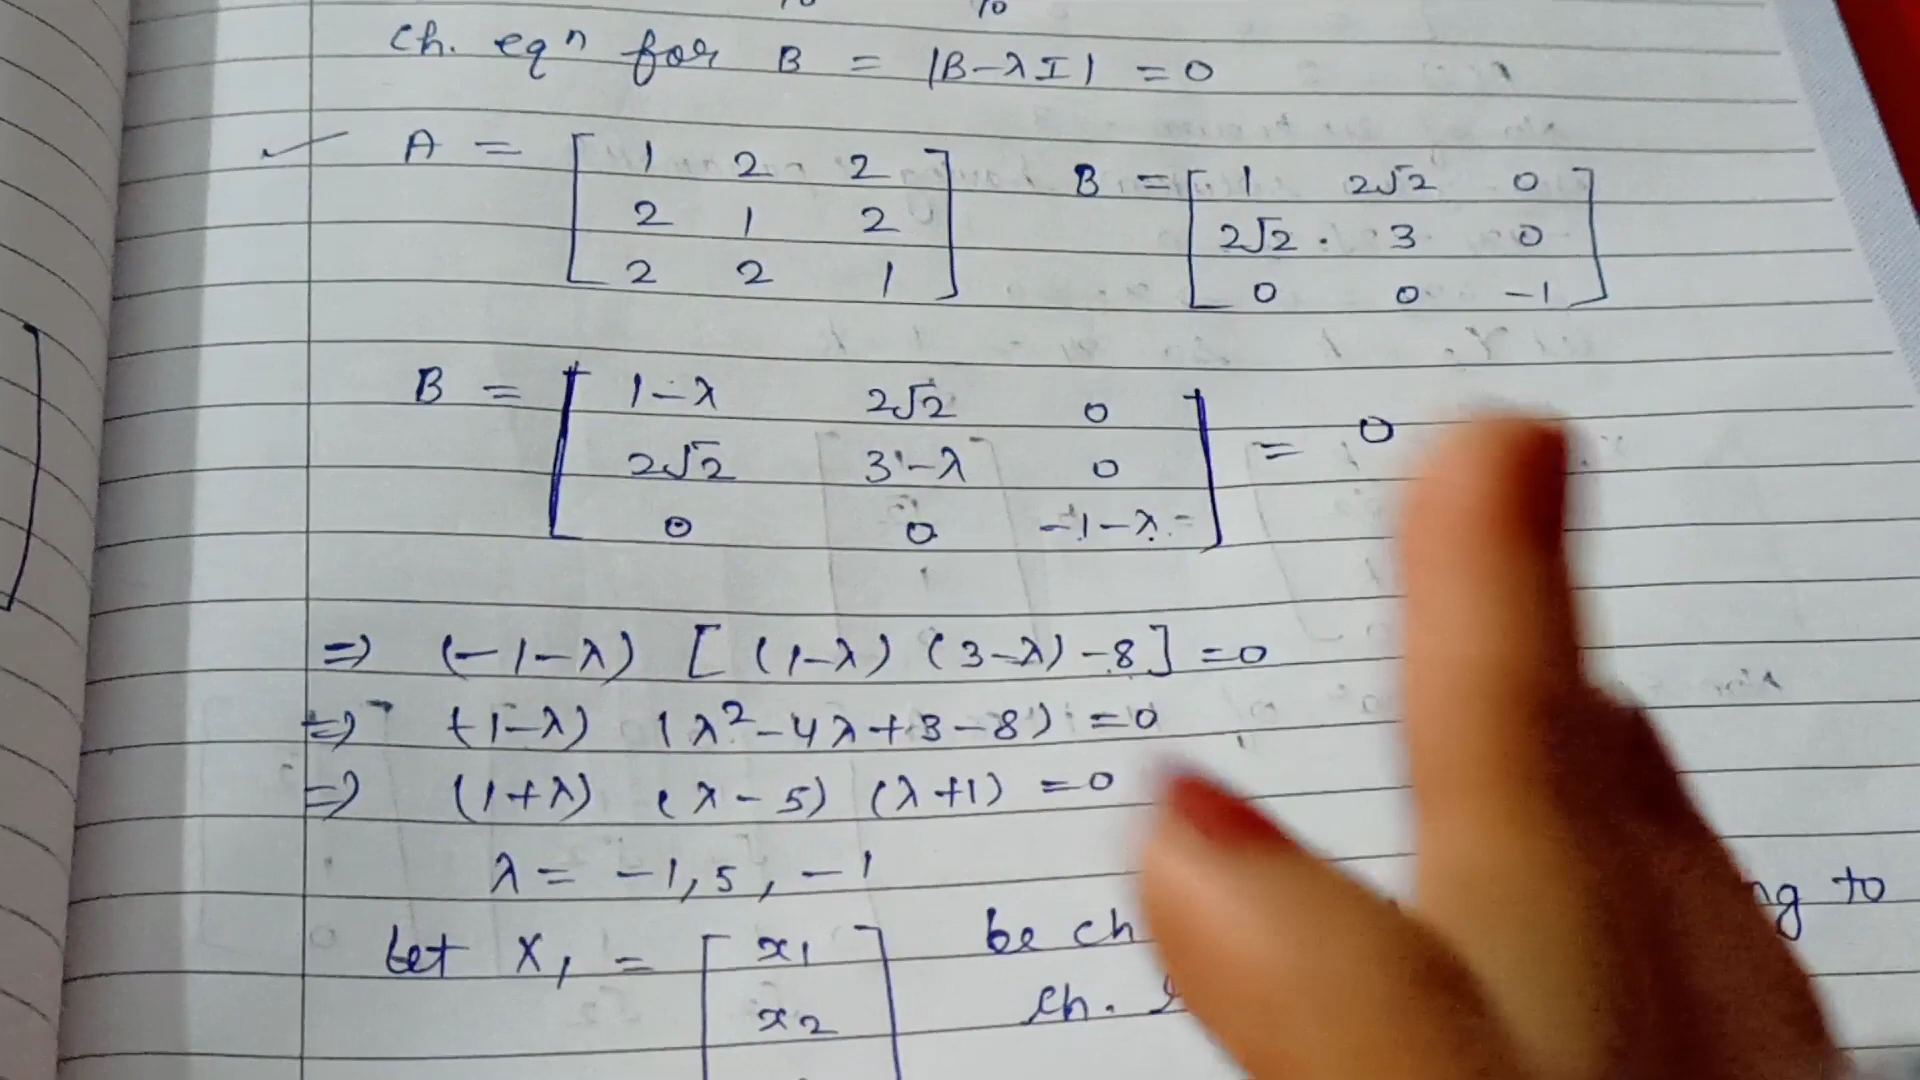 Ch. eqn for B = |B-λI| = 0
A = [ 1 2 2 B = [ 1 2√2 0
2 1 2 2√2 . 3 0
2 2 1 ] 0 0 -1 ]
B = | 1-λ 2√2 0
2√2 3-λ 0 | = 0
0 0 -1-λ
=> (-1-λ) [ (1-λ) (3-λ) -8] =0
=> (-1-λ) (λ² -4λ+3-8) =0
=> (1+λ) (λ-5) (λ+1) =0
λ = -1, 5, -1
let X1 = [ x1 be ch to
x2 ch.